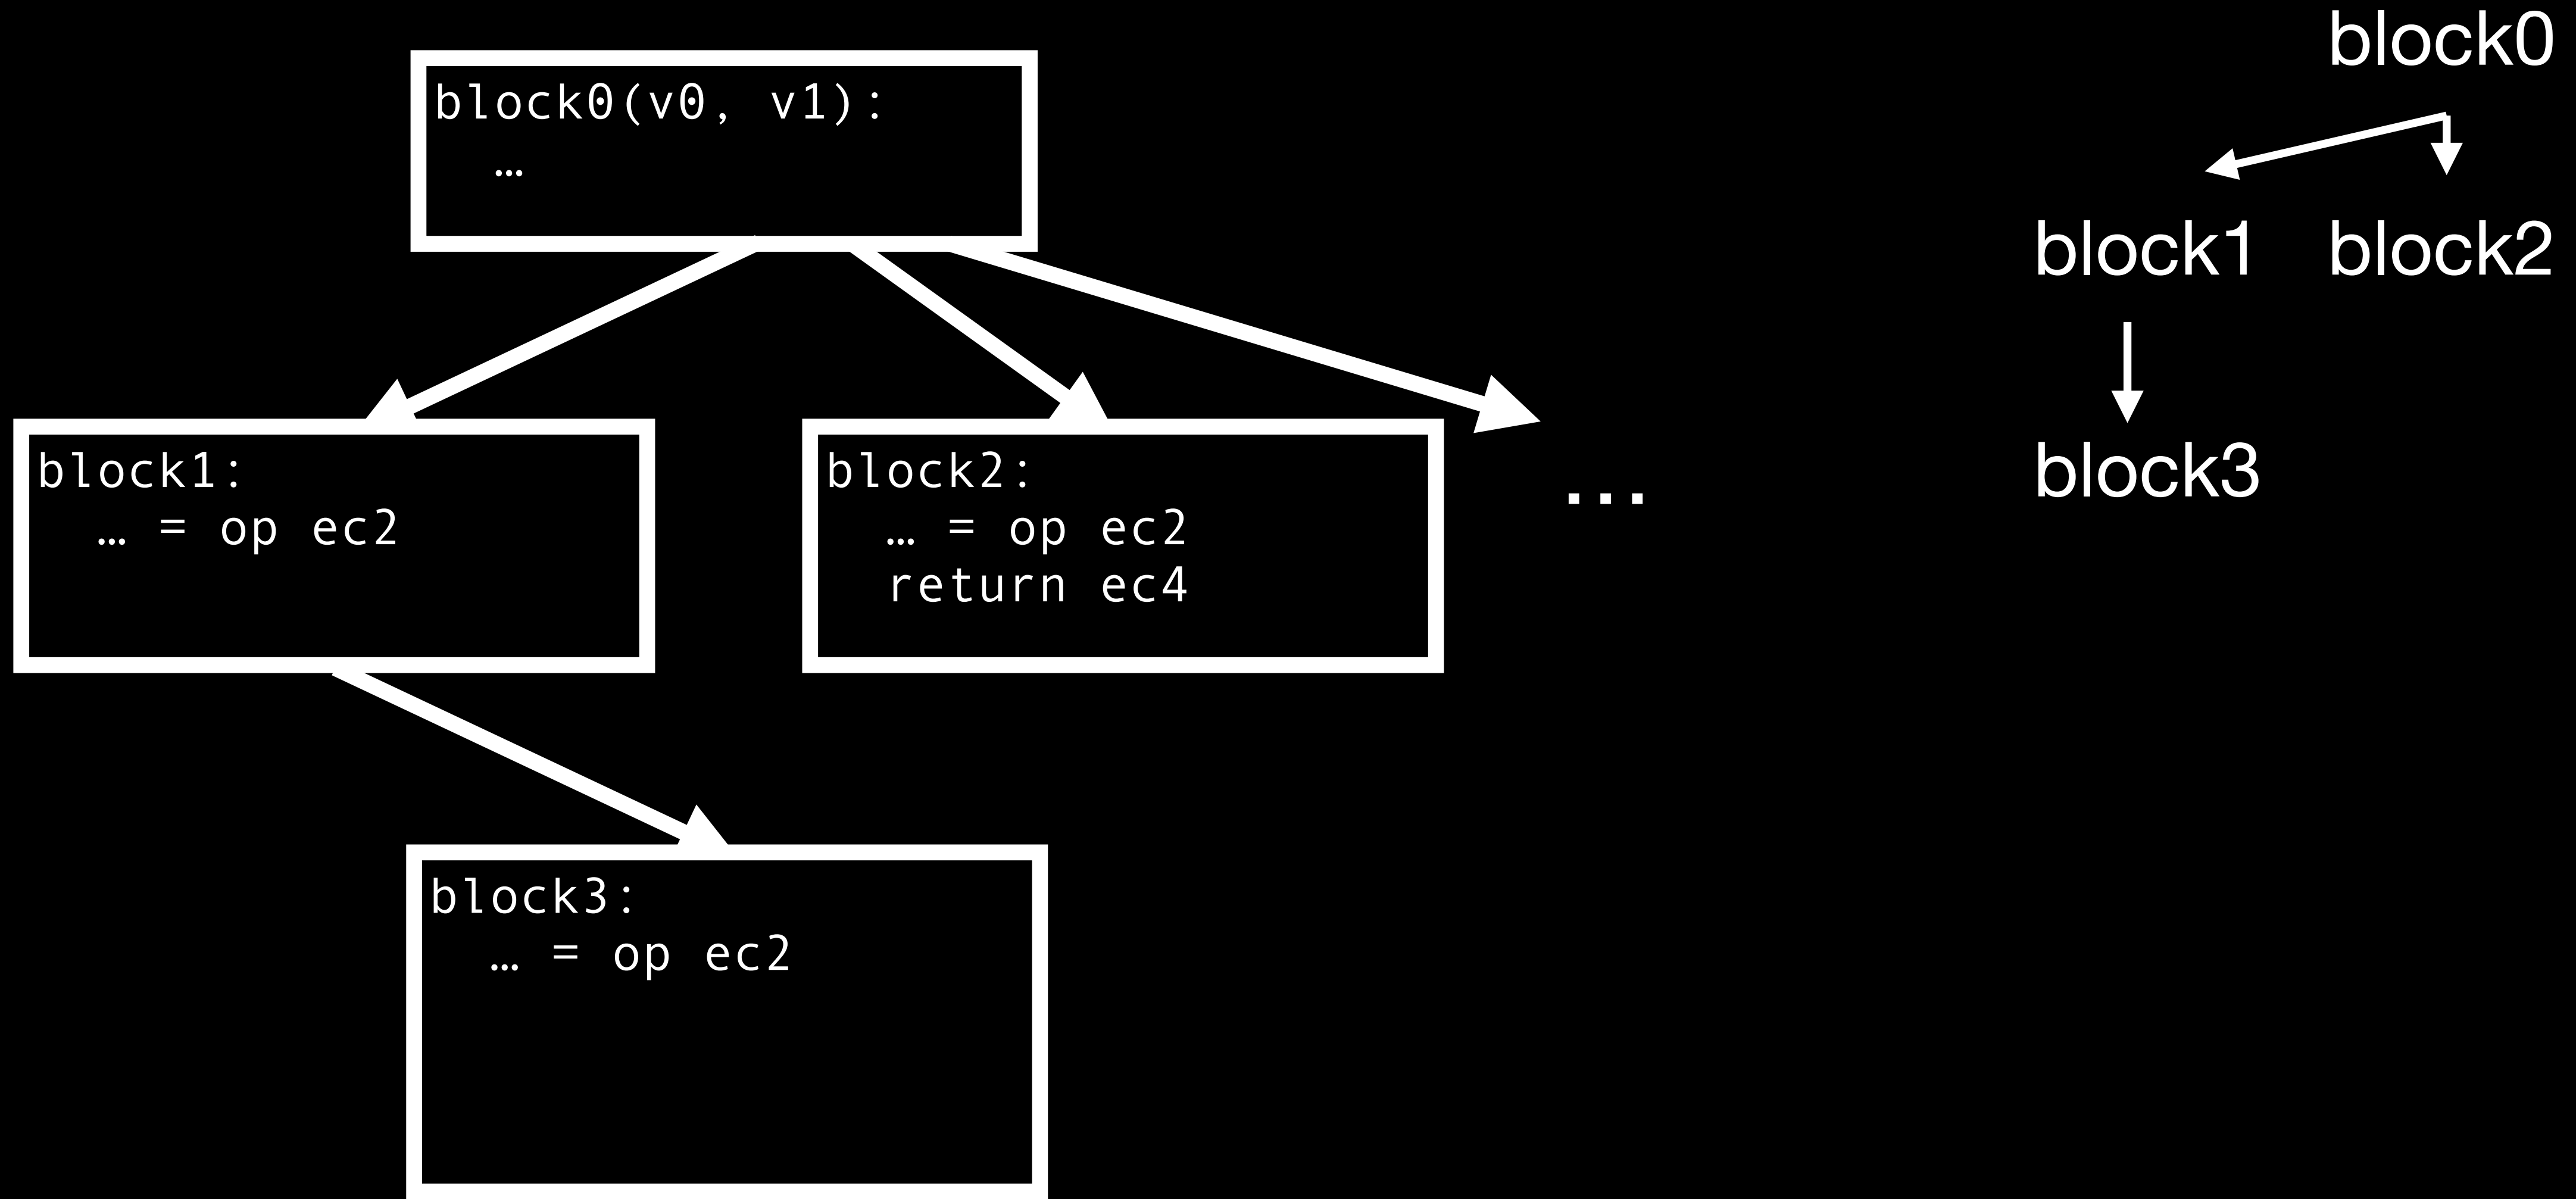 block0(v0, v1):
…
block1:
… = op ec2
block2:
… = op ec2
return ec4
...
block3:
… = op ec2
block0
block1 block2
block3